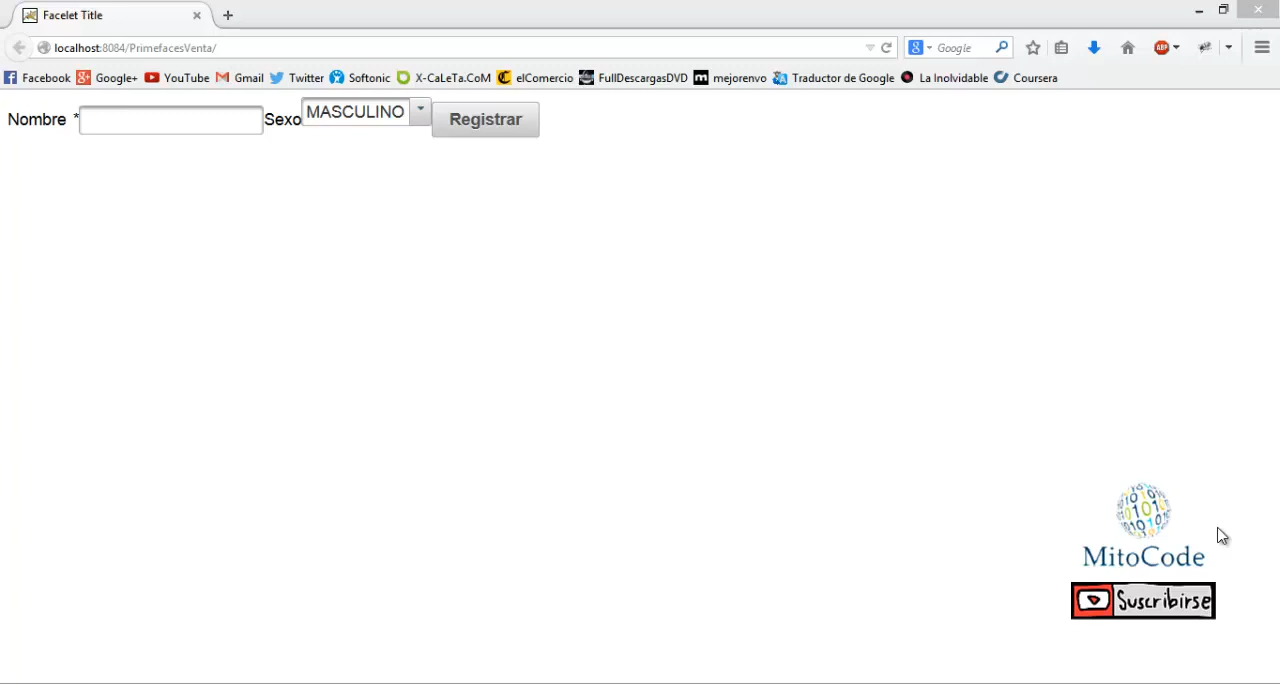 Facelet Title
localhost:8084/PrimefacesVenta/
Google
Facebook Google+ YouTube Gmail Twitter Softonic X-CaLeTa.CoM elComercio FullDescargasDVD mejorenvo Traductor de Google La Inolvidable Coursera
Nombre * Sexo MASCULINO Registrar
MitoCode
Suscribirse